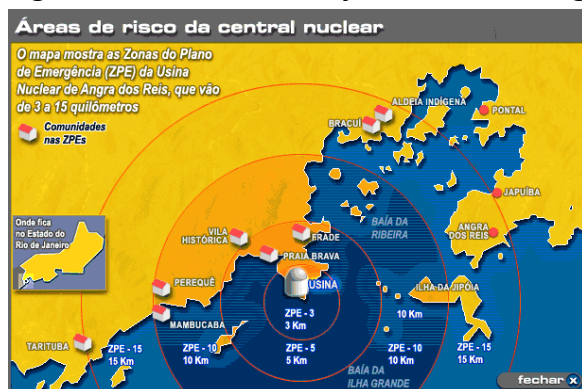 Áreas de risco da central nuclear
O mapa mostra as Zonas do Plano
de Emergência (ZPE) da Usina
Nuclear de Angra dos Reis, que vão
de 3 a 15 quilômetros
Comunidades
nas ZPEs
ALDEIA INDÍGENA
PONTAL
BRACUÍ
JAPUÍBA
Onde fica
no Estado do
Rio de Janeiro
VILA
HISTÓRICA
FRADE
BAÍA DA
RIBEIRA
ANGRA
DOS REIS
PRAIA BRAVA
USINA
PEREQUÊ
ILHA DA JIPÓIA
MAMBUCABA
ZPE - 3
3 Km
10 Km
TARITUBA
ZPE - 15
15 Km
ZPE - 10
10 Km
ZPE - 5
5 Km
ZPE - 10
10 Km
ZPE - 15
15 Km
BAÍA DA
ILHA GRANDE
fechar x